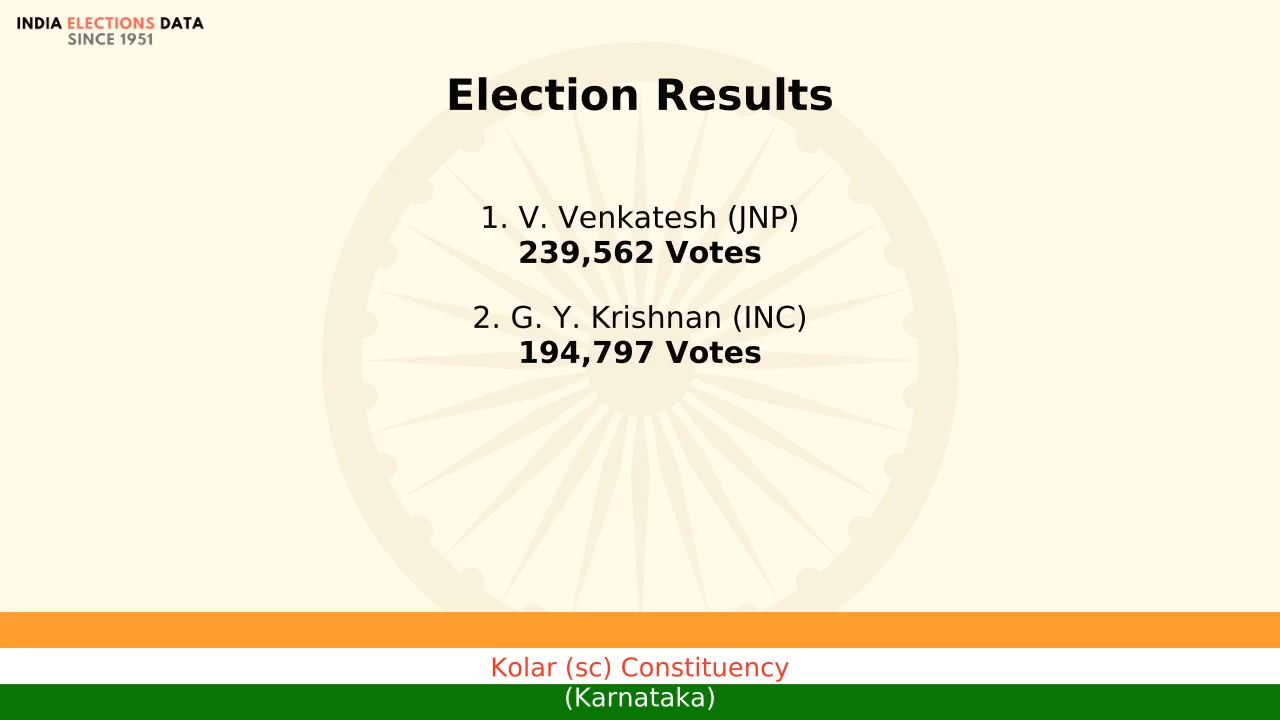 INDIA ELECTIONS DATA
SINCE 1951
Election Results
1. V. Venkatesh (JNP)
239,562 Votes
2. G. Y. Krishnan (INC)
194,797 Votes
Kolar (sc) Constituency
(Karnataka)